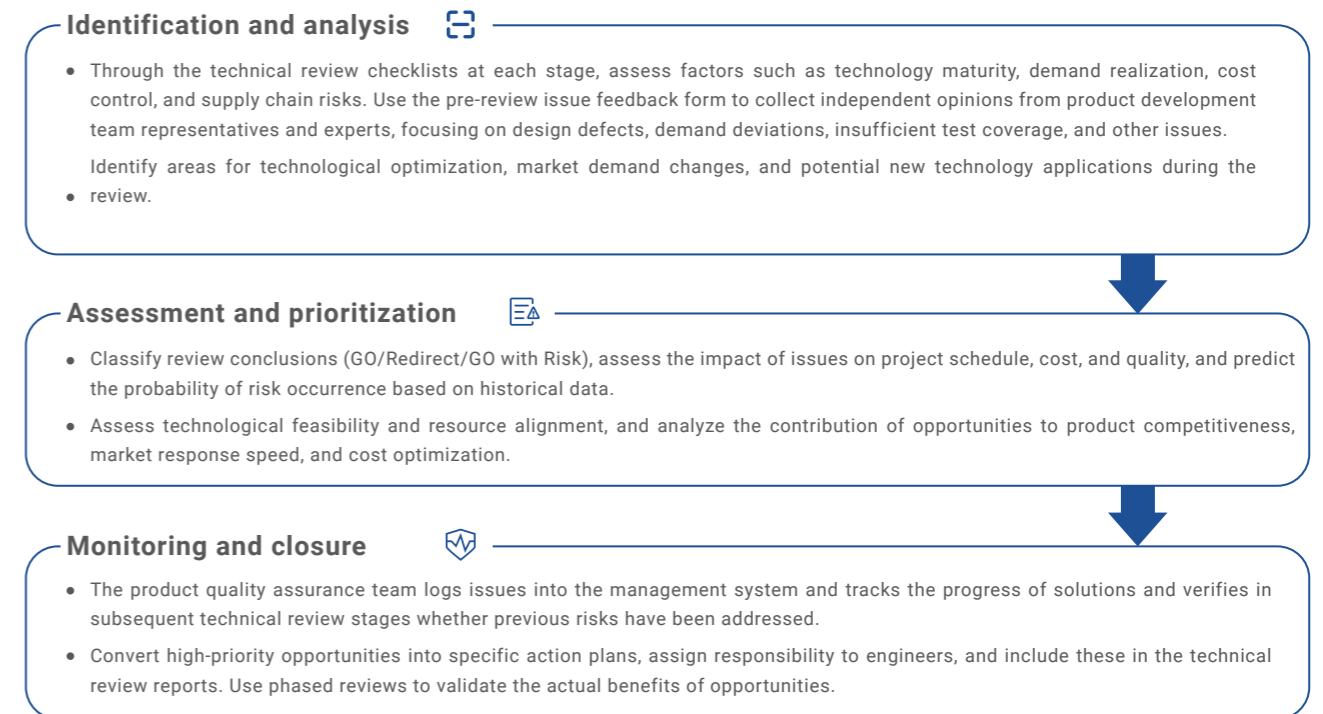 Identification and analysis
• Through the technical review checklists at each stage, assess factors such as technology maturity, demand realization, cost
control, and supply chain risks. Use the pre-review issue feedback form to collect independent opinions from product development
team representatives and experts, focusing on design defects, demand deviations, insufficient test coverage, and other issues.
Identify areas for technological optimization, market demand changes, and potential new technology applications during the
• review.
Assessment and prioritization
• Classify review conclusions (GO/Redirect/GO with Risk), assess the impact of issues on project schedule, cost, and quality, and predict
the probability of risk occurrence based on historical data.
• Assess technological feasibility and resource alignment, and analyze the contribution of opportunities to product competitiveness,
market response speed, and cost optimization.
Monitoring and closure
• The product quality assurance team logs issues into the management system and tracks the progress of solutions and verifies in
subsequent technical review stages whether previous risks have been addressed.
• Convert high-priority opportunities into specific action plans, assign responsibility to engineers, and include these in the technical
review reports. Use phased reviews to validate the actual benefits of opportunities.